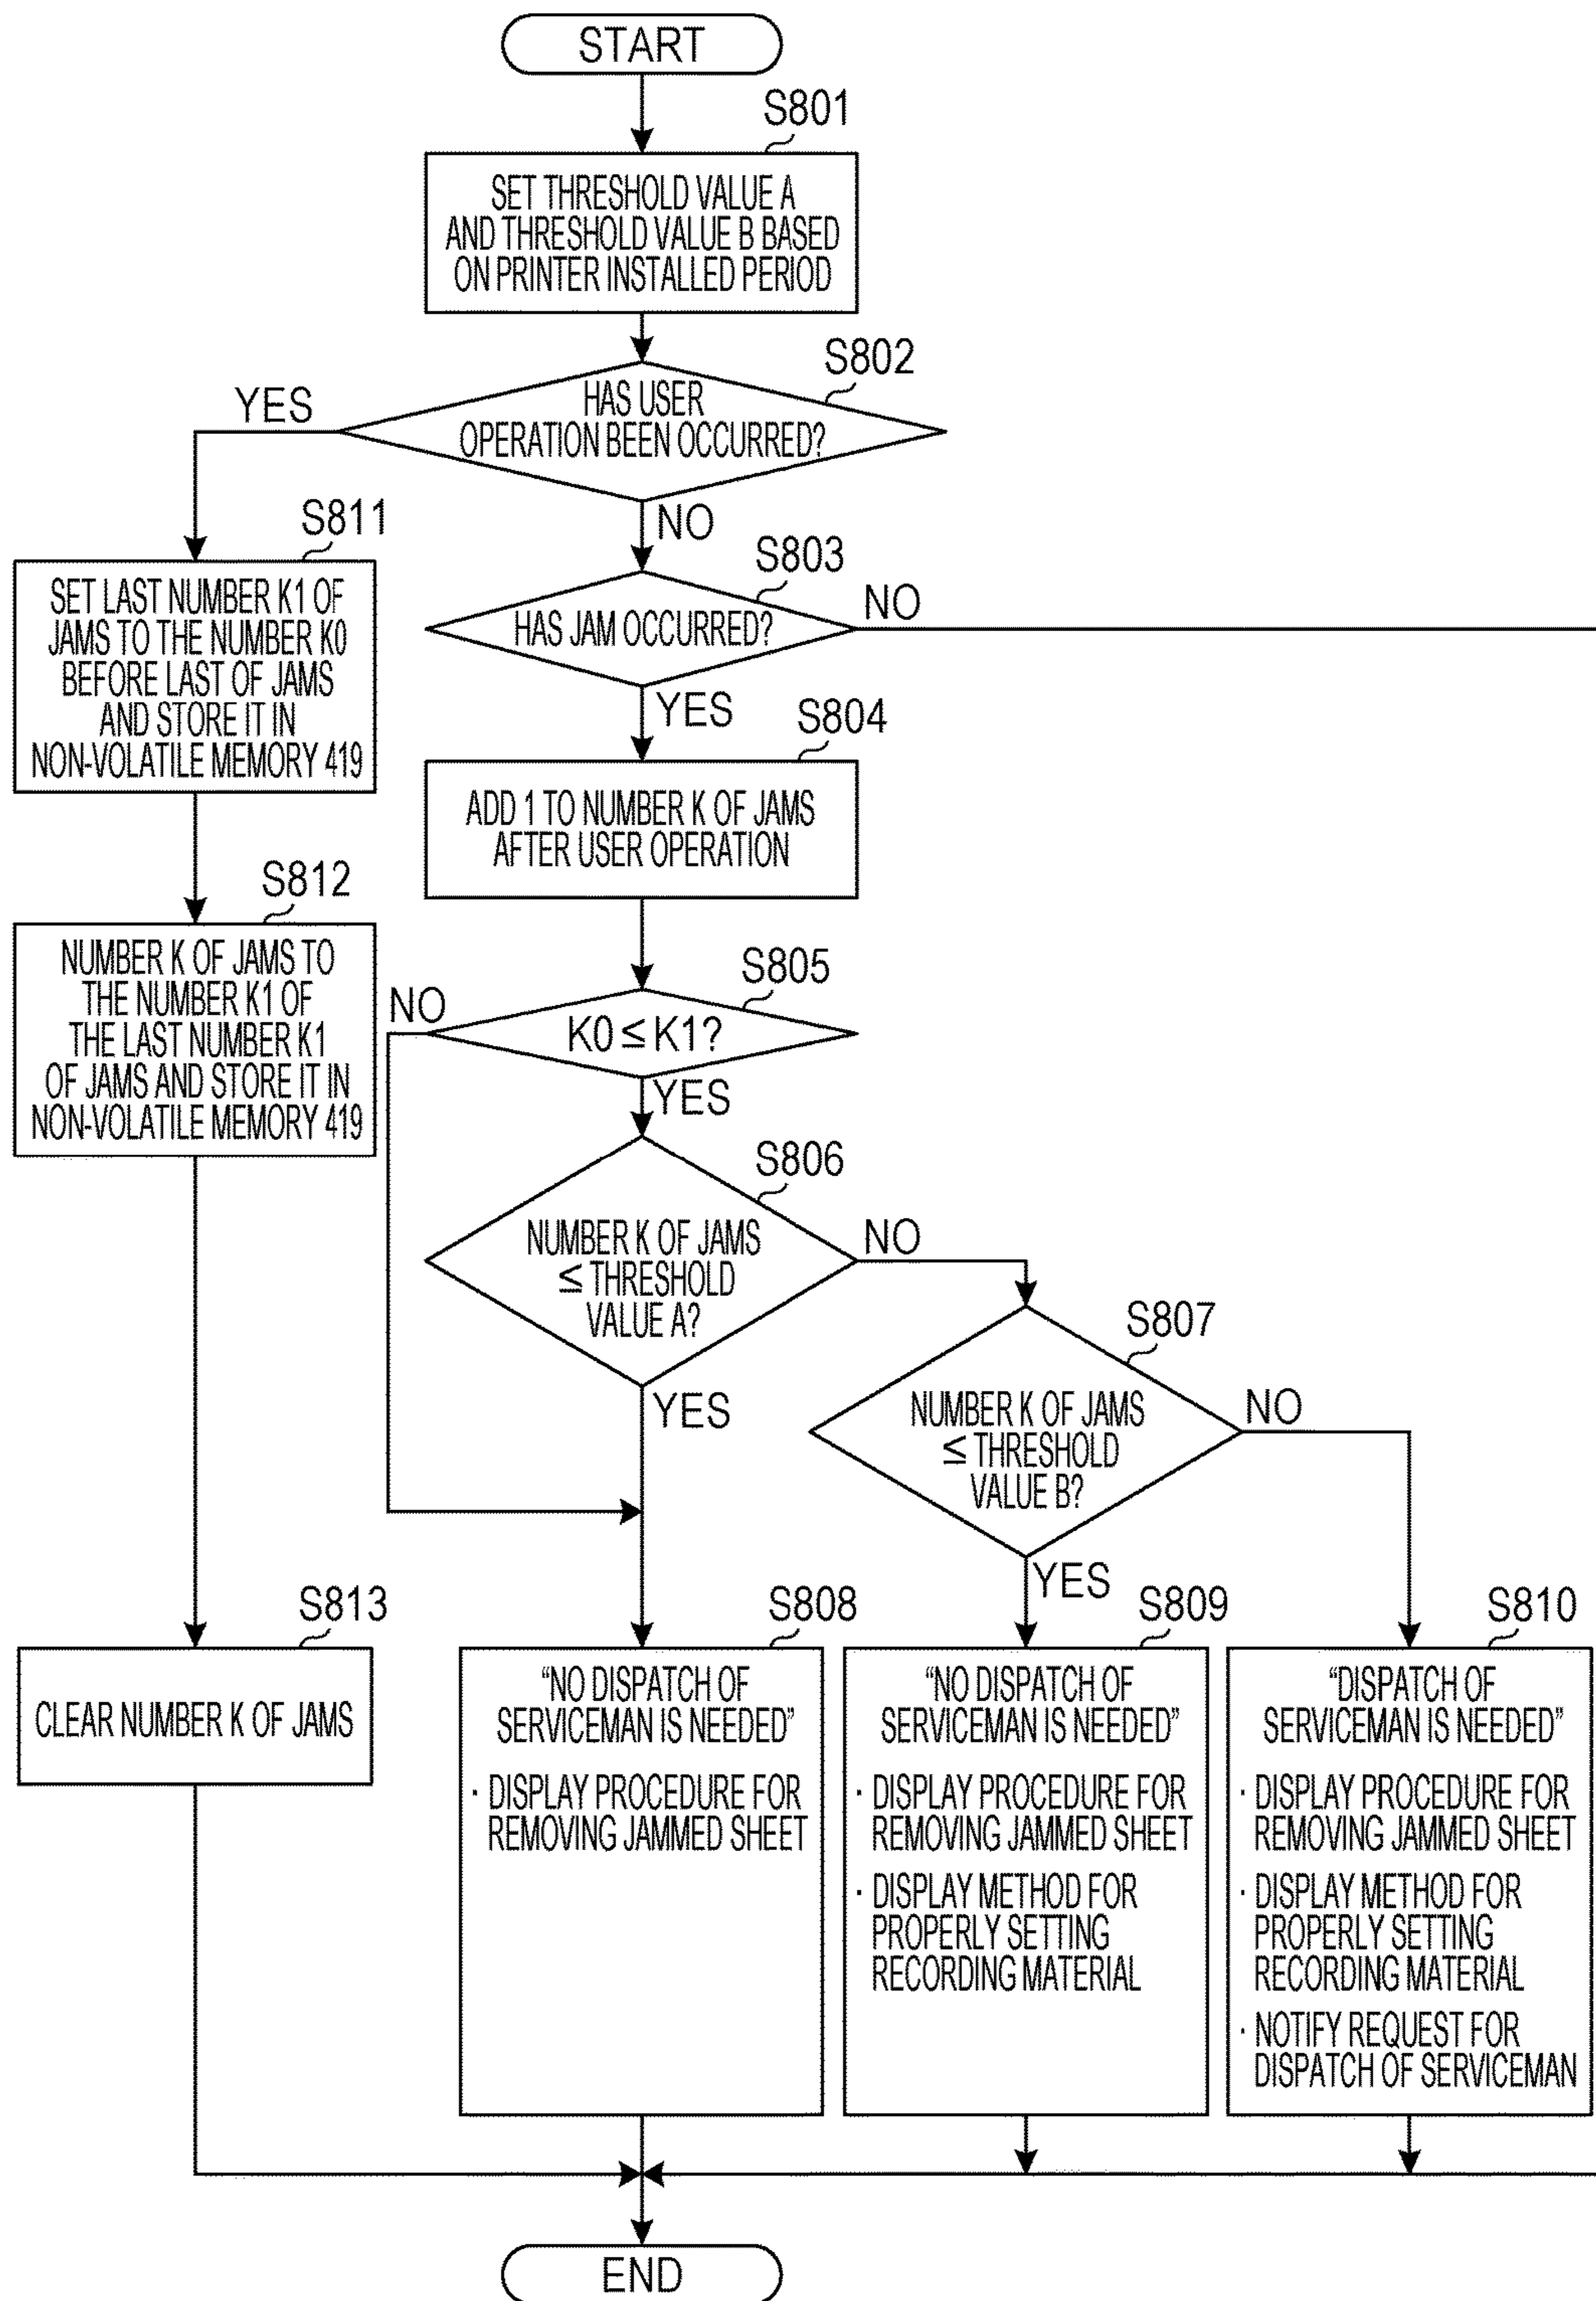 START
S801
SET THRESHOLD VALUE A
AND THRESHOLD VALUE B BASED
ON PRINTER INSTALLED PERIOD
S802
HAS USER
OPERATION BEEN OCCURRED?
YES
NO
S811
SET LAST NUMBER K1 OF
JAMS TO THE NUMBER K0
BEFORE LAST OF JAMS
AND STORE IT IN
NON-VOLATILE MEMORY 419
S803
HAS JAM OCCURRED?
NO
YES
S804
ADD 1 TO NUMBER K OF JAMS
AFTER USER OPERATION
S812
NUMBER K OF JAMS TO
THE NUMBER K1 OF
THE LAST NUMBER K1
OF JAMS AND STORE IT IN
NON-VOLATILE MEMORY 419
S805
K0 ≤ K1?
NO
YES
S806
NUMBER K OF JAMS
≤ THRESHOLD
VALUE A?
NO
YES
S807
NUMBER K OF JAMS
≤ THRESHOLD
VALUE B?
NO
YES
S813
CLEAR NUMBER K OF JAMS
S808
“NO DISPATCH OF
SERVICEMAN IS NEEDED”
· DISPLAY PROCEDURE FOR
REMOVING JAMMED SHEET
S809
“NO DISPATCH OF
SERVICEMAN IS NEEDED”
· DISPLAY PROCEDURE FOR
REMOVING JAMMED SHEET
· DISPLAY METHOD FOR
PROPERLY SETTING
RECORDING MATERIAL
S810
“DISPATCH OF
SERVICEMAN IS NEEDED”
· DISPLAY PROCEDURE FOR
REMOVING JAMMED SHEET
· DISPLAY METHOD FOR
PROPERLY SETTING
RECORDING MATERIAL
· NOTIFY REQUEST FOR
DISPATCH OF SERVICEMAN
END